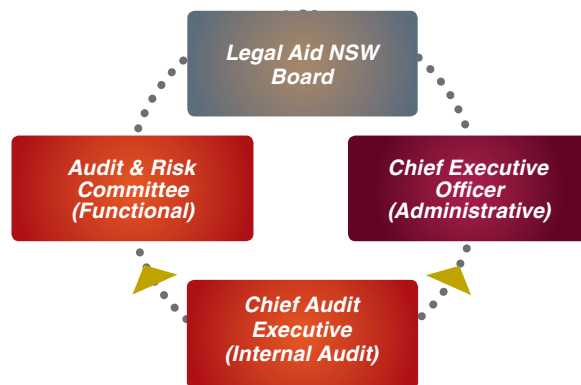 Legal Aid NSW
Board
Audit & Risk
Committee
(Functional)
Chief Executive
Officer
(Administrative)
Chief Audit
Executive
(Internal Audit)